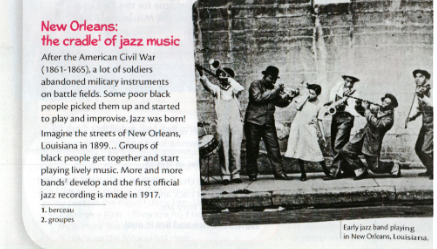 New Orleans:
the cradle¹ of jazz music
After the American Civil War
(1861-1865), a lot of soldiers
abandoned military instruments
on battle fields. Some poor black
people picked them up and started
to play and improvise. Jazz was born!
Imagine the streets of New Orleans,
Louisiana in 1899... Groups of
black people get together and start
playing lively music. More and more
bands² develop and the first official
jazz recording is made in 1917.
1. berceau
2. groupes
Early jazz band playing
in New Orleans, Louisiana.